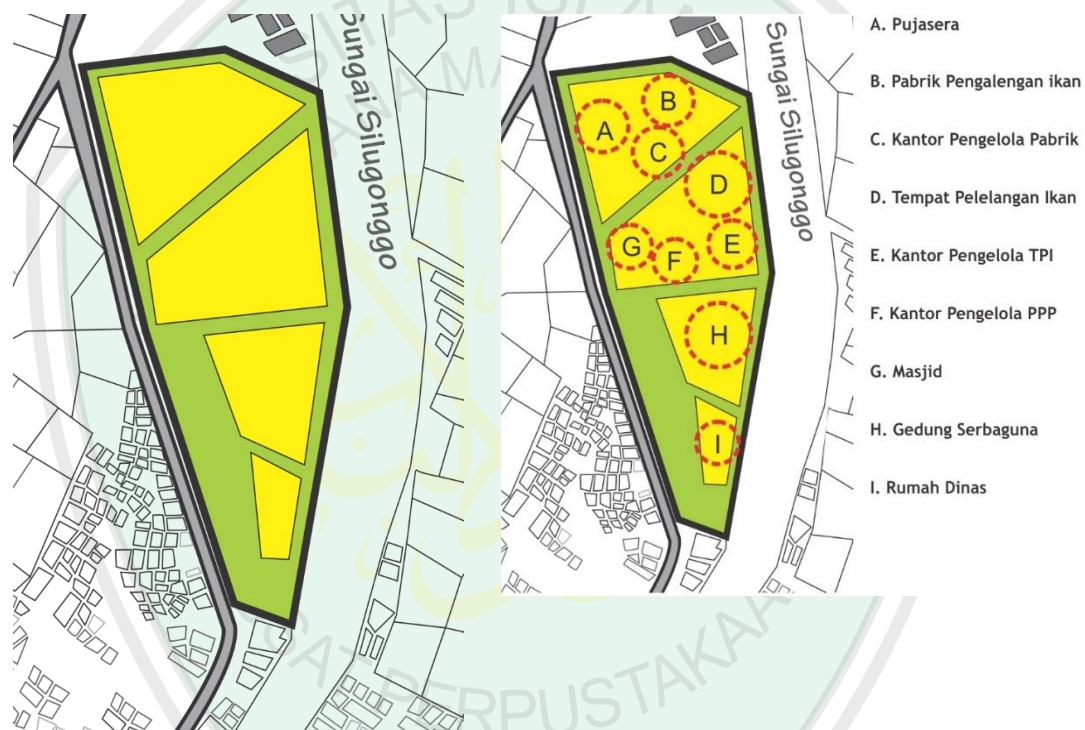 Sungai Silugonggo
Sungai Silugonggo
A
B
C
D
E
F
G
H
I
A. Pujasera
B. Pabrik Pengalengan ikan
C. Kantor Pengelola Pabrik
D. Tempat Pelelangan Ikan
E. Kantor Pengelola TPI
F. Kantor Pengelola PPP
G. Masjid
H. Gedung Serbaguna
I. Rumah Dinas